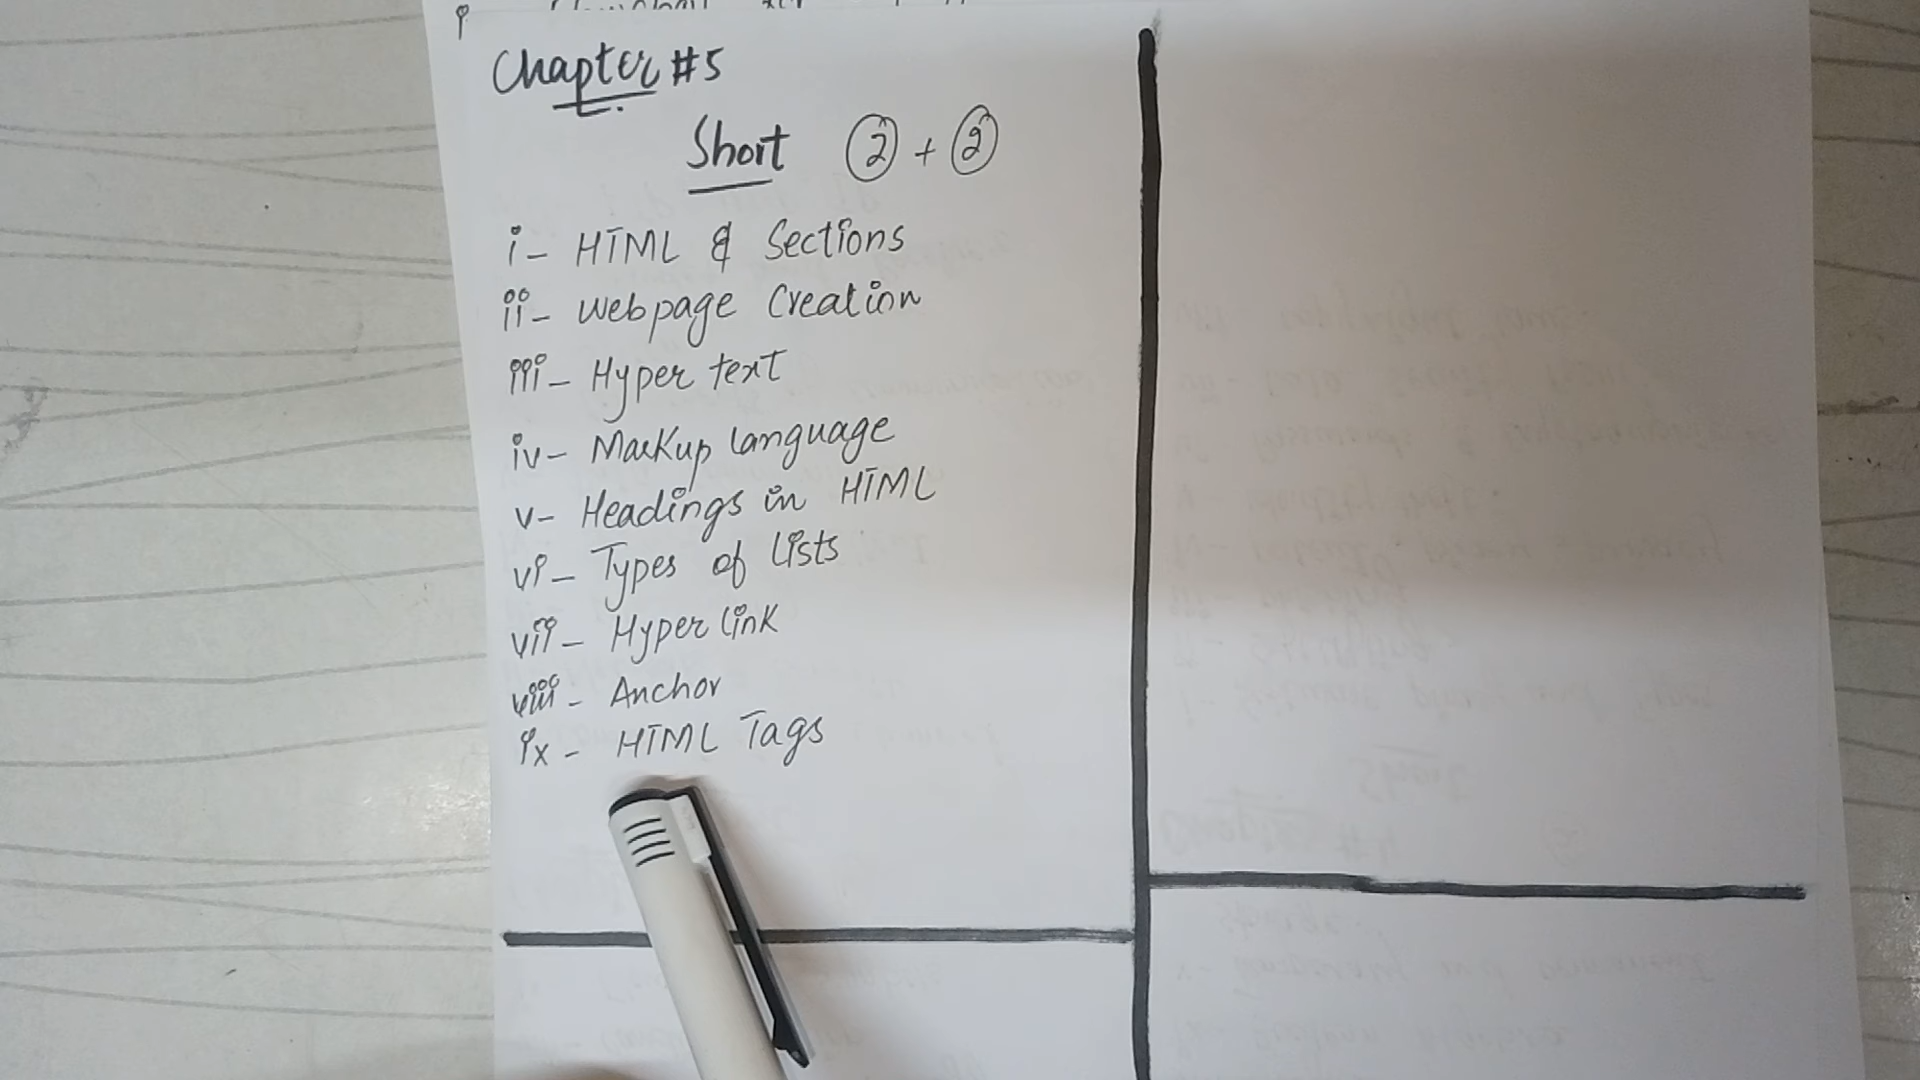 Chapter #5
Short 2 + 2
i- HTML & Sections
ii- Webpage Creation
iii- Hyper text
iv- Markup language
v- Headings in HTML
vi- Types of Lists
vii- Hyper link
viii- Anchor
ix- HTML Tags